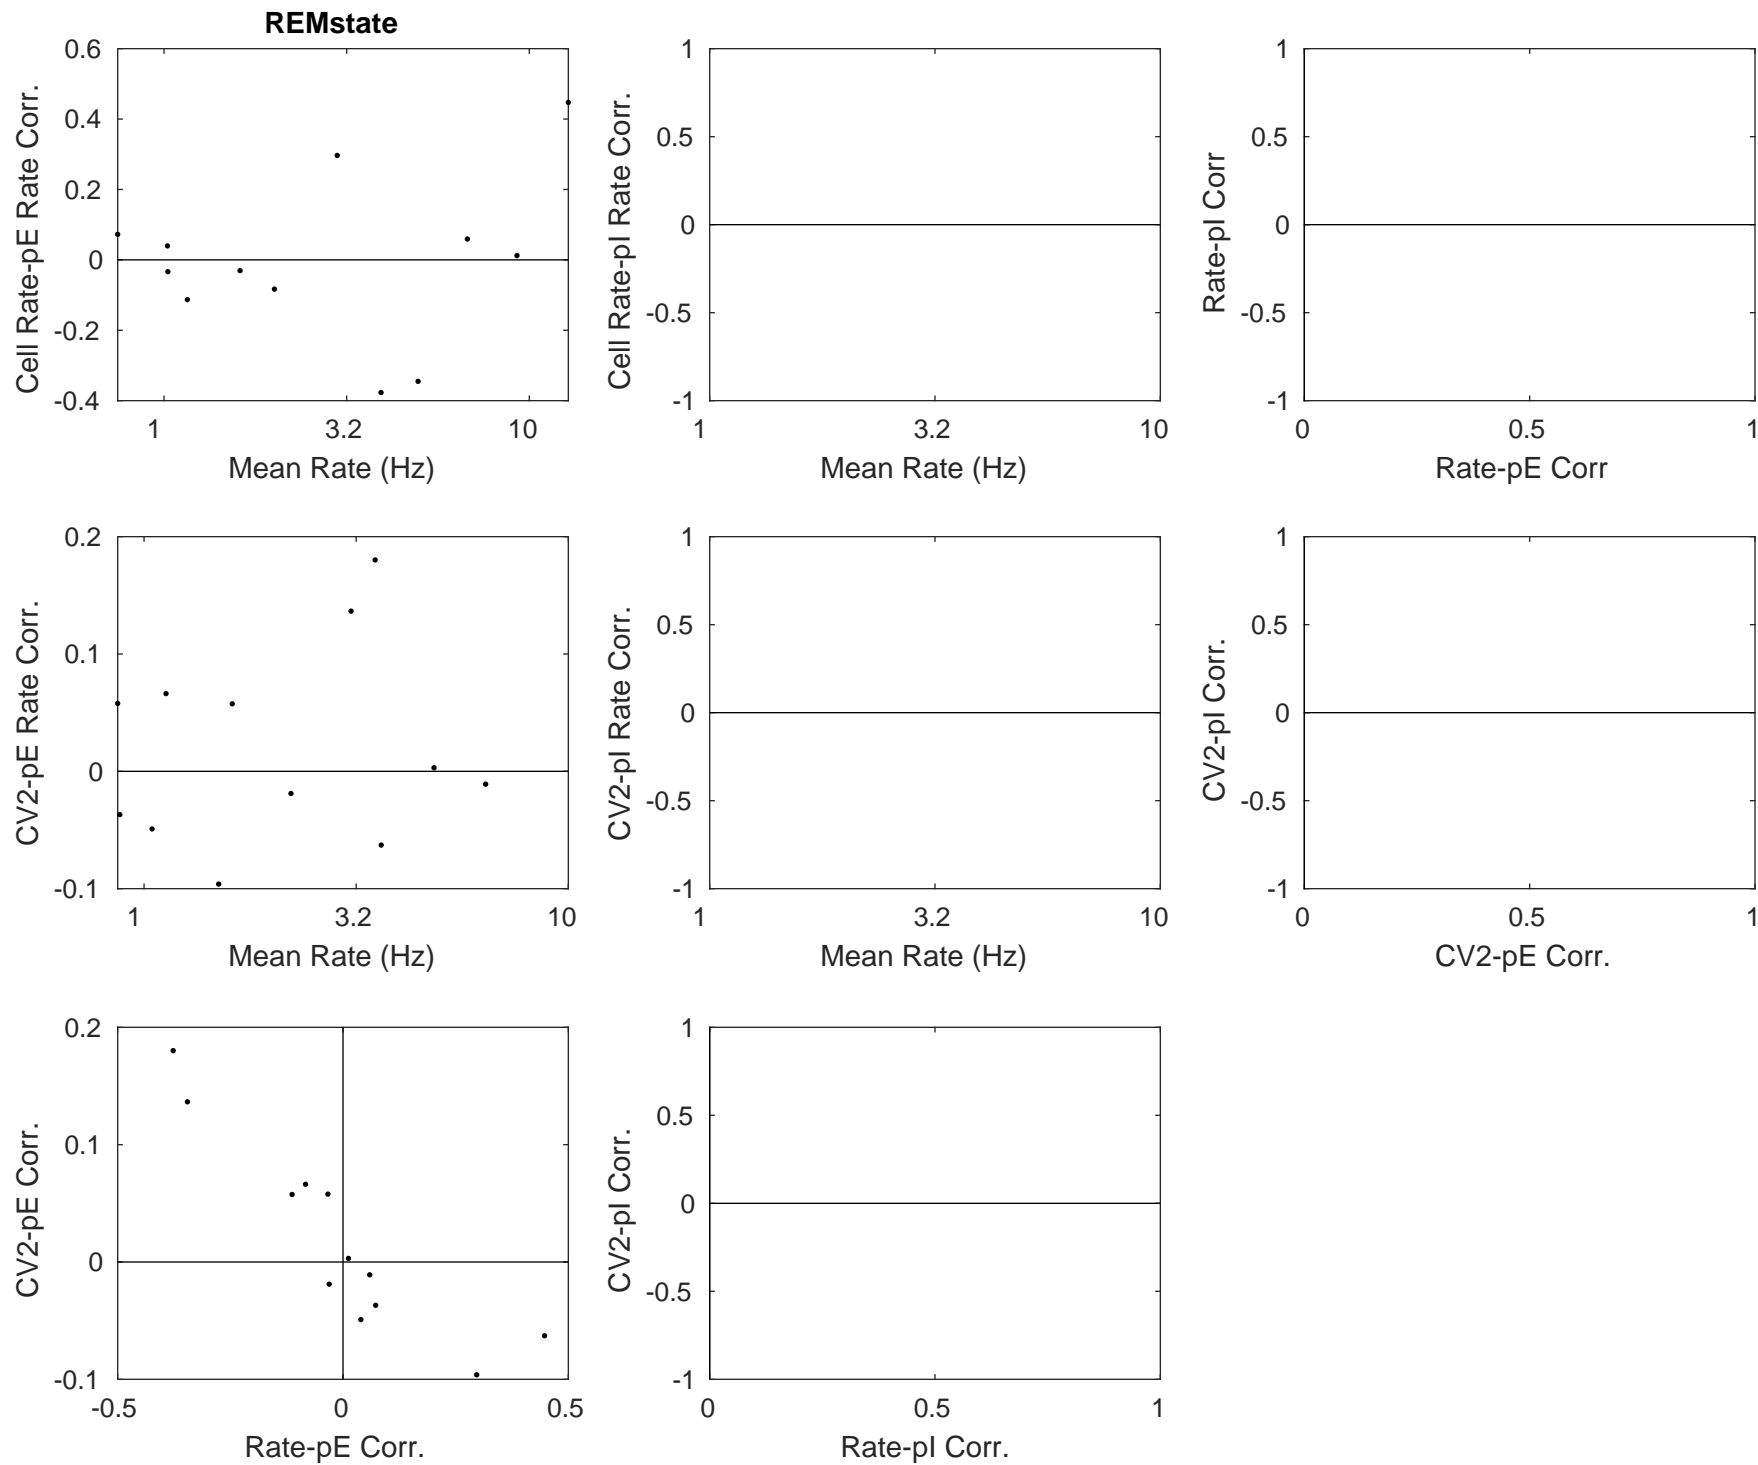 REMstate
0.6
0.4
0.2
0
-0.2
-0.4
1 3.2 10
Mean Rate (Hz)
Cell Rate-pE Rate Corr.
1
0.5
0
-0.5
-1
1 3.2 10
Mean Rate (Hz)
Cell Rate-pI Rate Corr.
1
0.5
0
-0.5
-1
0 0.5 1
Rate-pE Corr
Rate-pI Corr
0.2
0.1
0
-0.1
1 3.2 10
Mean Rate (Hz)
CV2-pE Rate Corr.
1
0.5
0
-0.5
-1
1 3.2 10
Mean Rate (Hz)
CV2-pI Rate Corr.
1
0.5
0
-0.5
-1
0 0.5 1
CV2-pE Corr.
CV2-pI Corr.
0.2
0.1
0
-0.1
-0.5 0 0.5
Rate-pE Corr.
CV2-pE Corr.
1
0.5
0
-0.5
-1
0 0.5 1
Rate-pI Corr.
CV2-pI Corr.